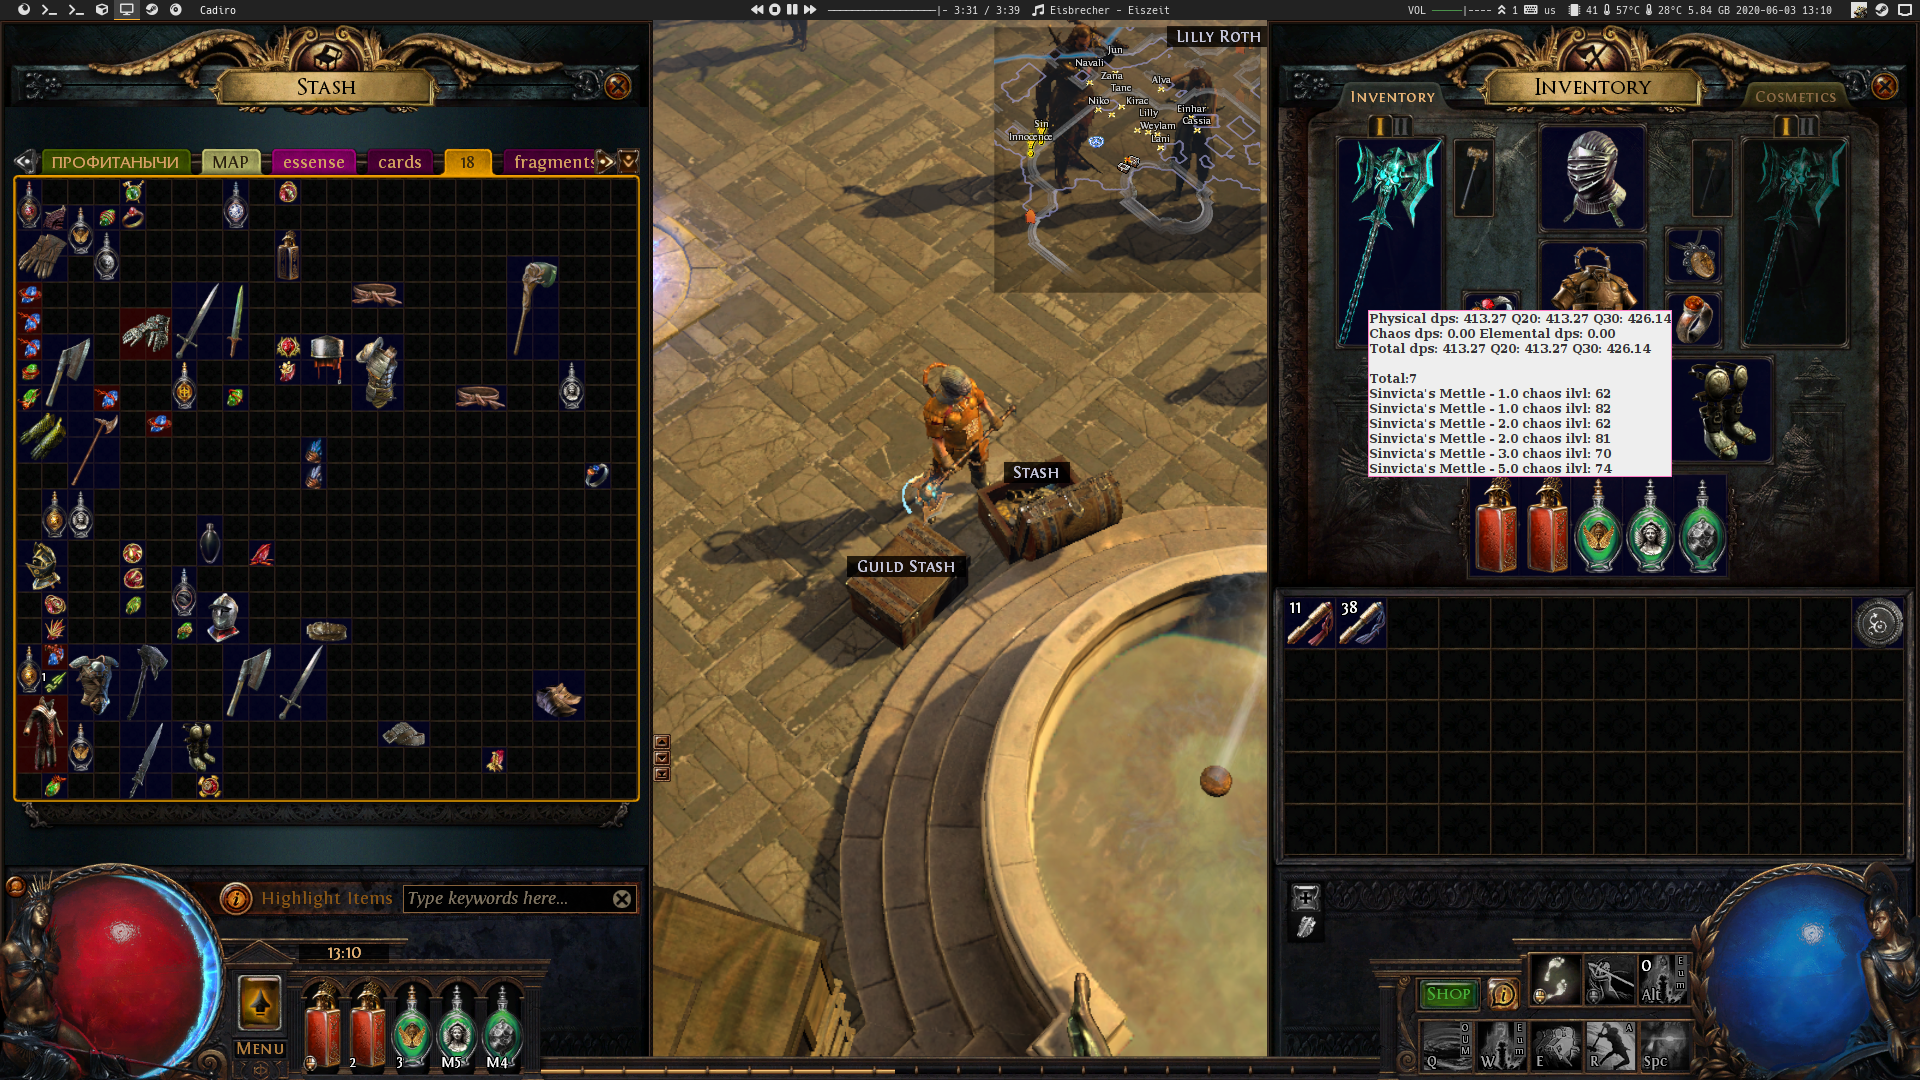 Cadiro
3:31 / 3:39
Eisbrecher - Eiszeit
VOL
1
us
41
57°C
28°C
5.84 GB
2020-06-03 13:10
STASH
ПРОФИТАНЫЧИ
MAP
essense
cards
18
fragments
1
Highlight Items
Type keywords here...
13:10
MENU
2
3
M5
M4
LILLY ROTH
Jun
Navali
Zana
Alva
Tane
Niko
Kirac
Einhar
Lilly
Cassia
Sin
Weylam
Innocence
Lani
STASH
GUILD STASH
INVENTORY
INVENTORY
COSMETICS
I
II
I
II
Physical dps: 413.27 Q20: 413.27 Q30: 426.14
Chaos dps: 0.00 Elemental dps: 0.00
Total dps: 413.27 Q20: 413.27 Q30: 426.14
Total:7
Sinvicta's Mettle - 1.0 chaos ilvl: 62
Sinvicta's Mettle - 1.0 chaos ilvl: 82
Sinvicta's Mettle - 2.0 chaos ilvl: 62
Sinvicta's Mettle - 2.0 chaos ilvl: 81
Sinvicta's Mettle - 3.0 chaos ilvl: 70
Sinvicta's Mettle - 5.0 chaos ilvl: 74
11
38
SHOP
0
Alt
Eum
Q
OUM
W
Eum
E
R
A
Spc